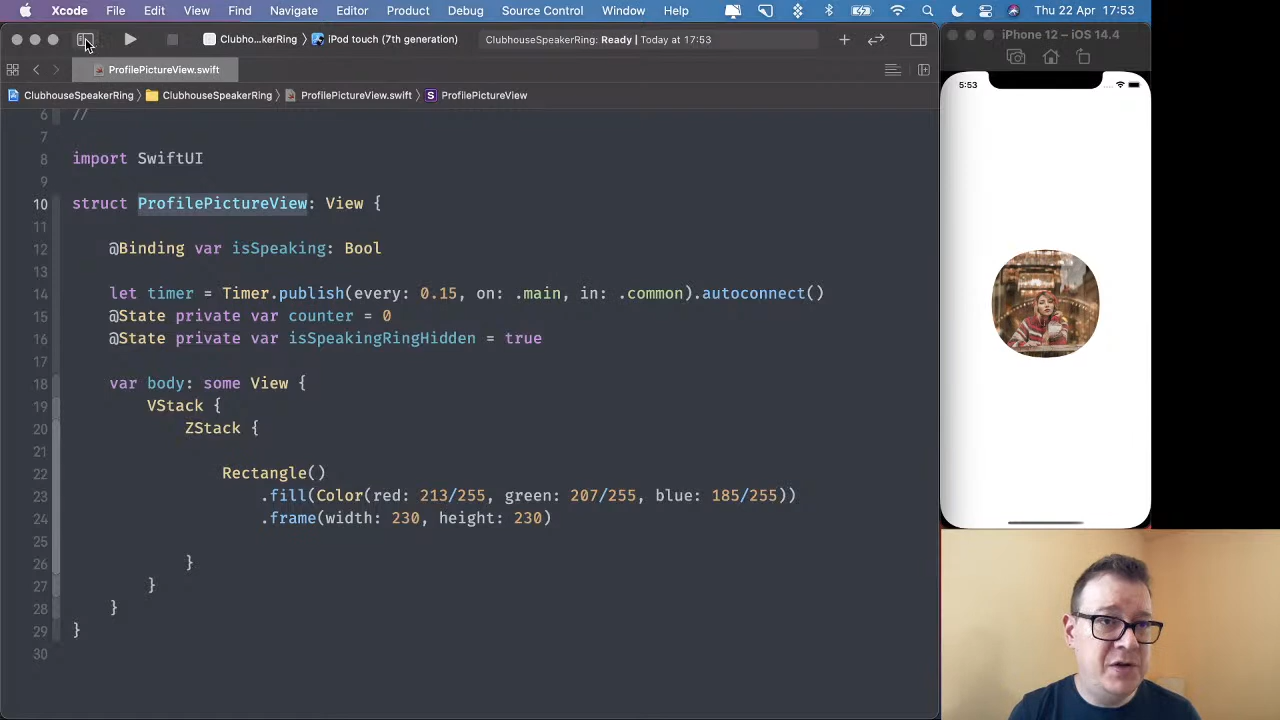 Xcode File Edit View Find Navigate Editor Product Debug Source Control Window Help Thu 22 Apr 17:53
Clubho...kerRing 〉 iPod touch (7th generation) ClubhouseSpeakerRing: Ready | Today at 17:53
iPhone 12 – iOS 14.4
ProfilePictureView.swift
5:53
ClubhouseSpeakerRing 〉 ClubhouseSpeakerRing 〉 ProfilePictureView.swift 〉 S ProfilePictureView
6 //
7
8 import SwiftUI
9
10 struct ProfilePictureView: View {
11
12 @Binding var isSpeaking: Bool
13
14 let timer = Timer.publish(every: 0.15, on: .main, in: .common).autoconnect()
15 @State private var counter = 0
16 @State private var isSpeakingRingHidden = true
17
18 var body: some View {
19 VStack {
20 ZStack {
21
22 Rectangle()
23 .fill(Color(red: 213/255, green: 207/255, blue: 185/255))
24 .frame(width: 230, height: 230)
25
26 }
27 }
28 }
29 }
30